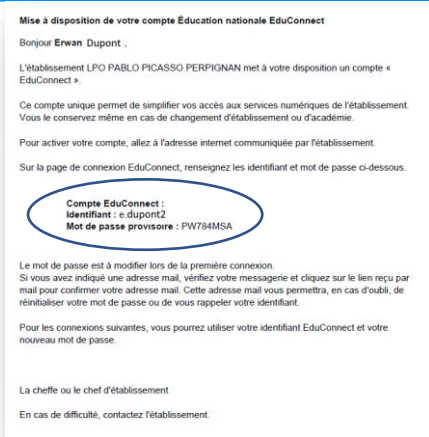 Mise à disposition de votre compte Éducation nationale EduConnect
Bonjour Erwan Dupont ,
L'établissement LPO PABLO PICASSO PERPIGNAN met à votre disposition un compte «
EduConnect ».
Ce compte unique permet de simplifier vos accès aux services numériques de l'établissement.
Vous le conservez même en cas de changement d'établissement ou d'académie.
Pour activer votre compte, allez à l'adresse internet communiquée par l'établissement.
Sur la page de connexion EduConnect, renseignez les identifiant et mot de passe ci-dessous.
Compte EduConnect :
Identifiant : e.dupont2
Mot de passe provisoire : PW784MSA
Le mot de passe est à modifier lors de la première connexion.
Si vous avez indiqué une adresse mail, vérifiez votre messagerie et cliquez sur le lien reçu par
mail pour confirmer votre adresse mail. Cette adresse mail vous permettra, en cas d'oubli, de
réinitialiser votre mot de passe ou de vous rappeler votre identifiant.
Pour les connexions suivantes, vous pourrez utiliser votre identifiant EduConnect et votre
nouveau mot de passe.
La cheffe ou le chef d'établissement
En cas de difficulté, contactez l'établissement.